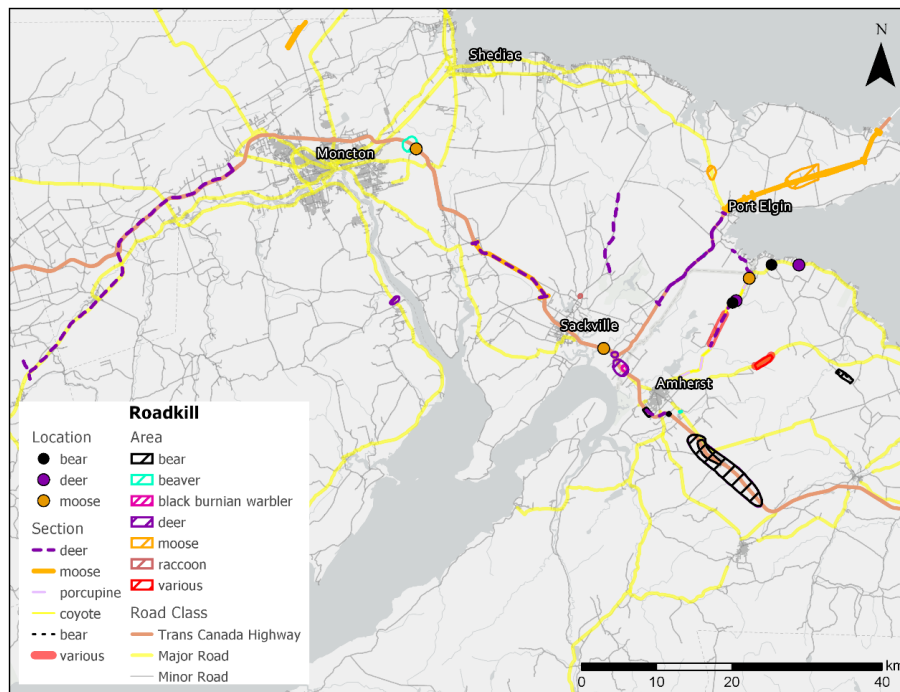 N
Shediac
Moncton
Port Elgin
Sackville
Amherst
Roadkill
Location
bear
deer
moose
Section
deer
moose
porcupine
coyote
bear
various
Area
bear
beaver
black burnian warbler
deer
moose
raccoon
various
Road Class
Trans Canada Highway
Major Road
Minor Road
km
0 10 20 40